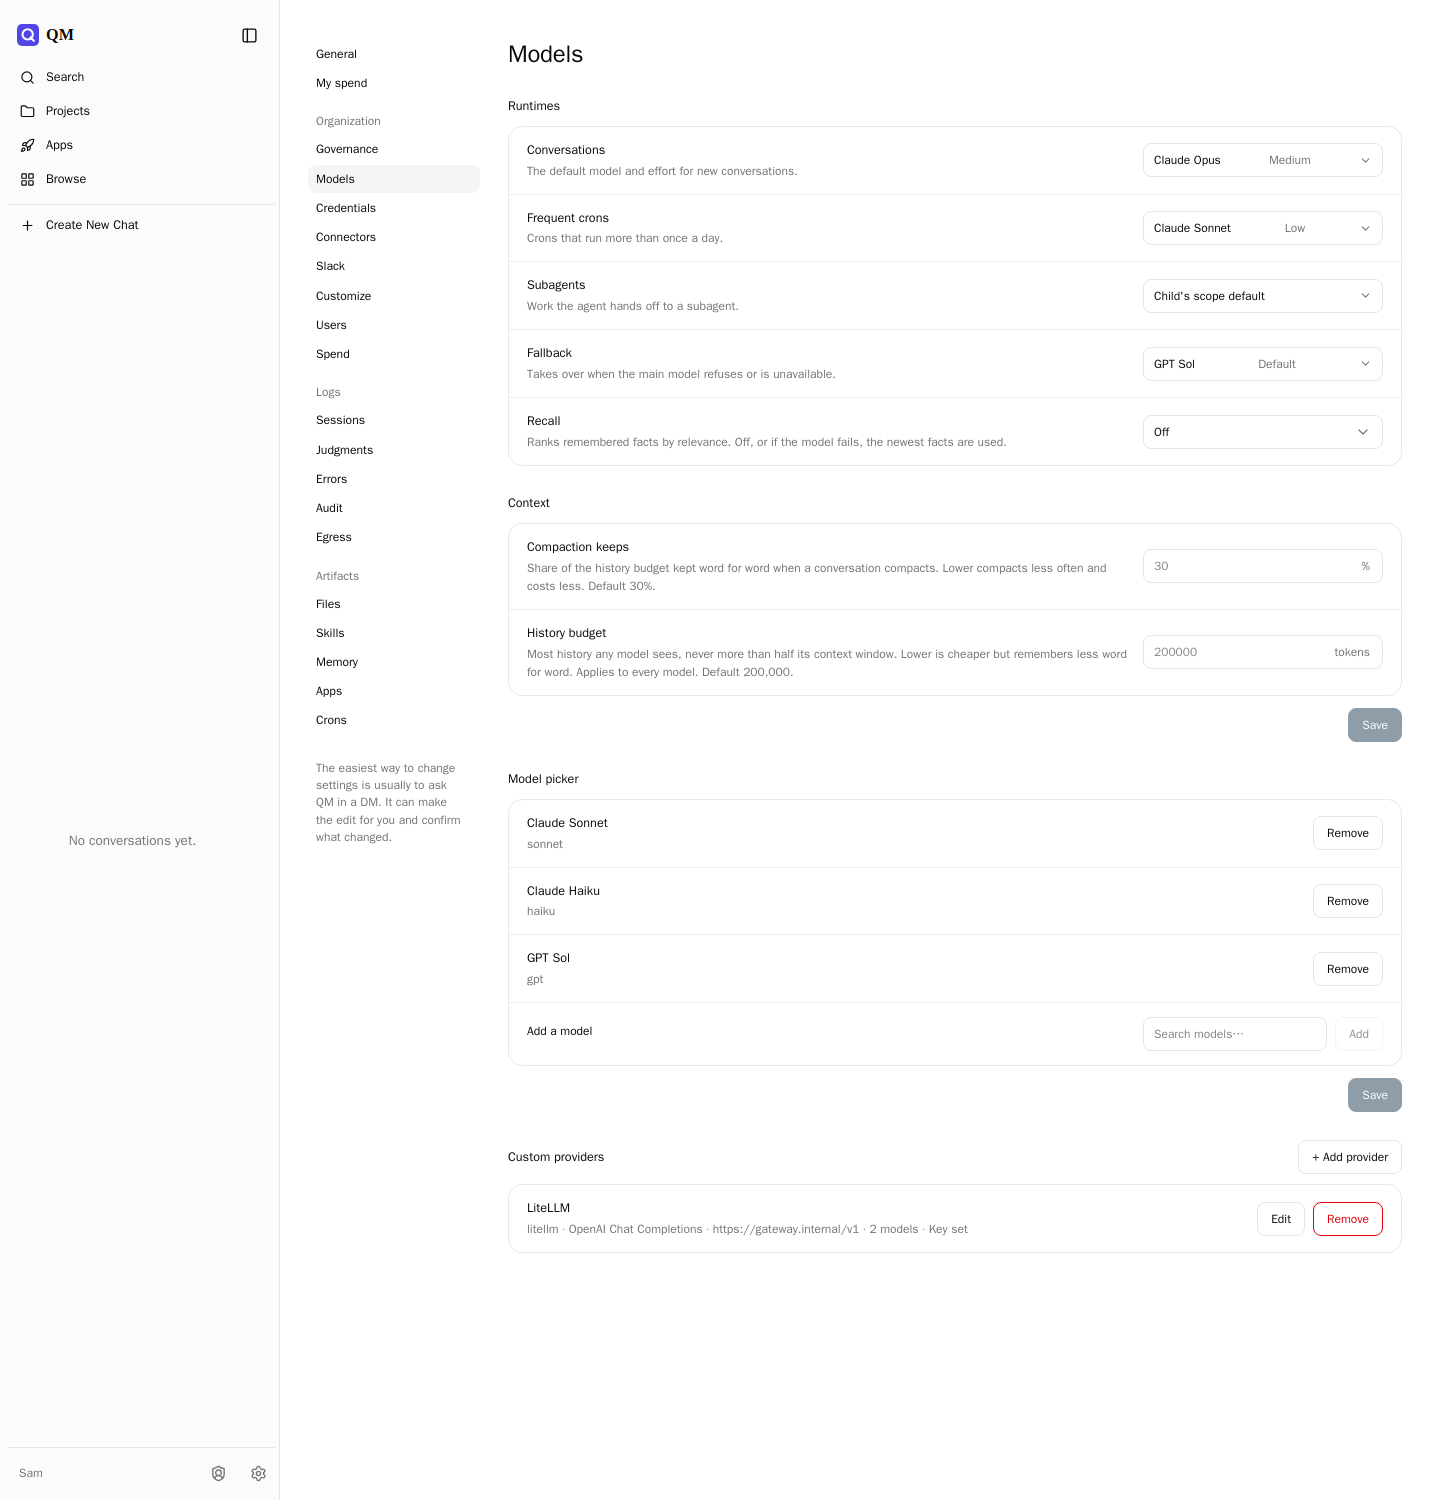 QM
Search
Projects
Apps
Browse
Create New Chat
No conversations yet.
Sam
General
My spend
Organization
Governance
Models
Credentials
Connectors
Slack
Customize
Users
Spend
Logs
Sessions
Judgments
Errors
Audit
Egress
Artifacts
Files
Skills
Memory
Apps
Crons
The easiest way to change
settings is usually to ask
QM in a DM. It can make
the edit for you and confirm
what changed.
Models
Runtimes
Conversations
The default model and effort for new conversations.
Claude Opus Medium
Frequent crons
Crons that run more than once a day.
Claude Sonnet Low
Subagents
Work the agent hands off to a subagent.
Child's scope default
Fallback
Takes over when the main model refuses or is unavailable.
GPT Sol Default
Recall
Ranks remembered facts by relevance. Off, or if the model fails, the newest facts are used.
Off
Context
Compaction keeps
Share of the history budget kept word for word when a conversation compacts. Lower compacts less often and
costs less. Default 30%.
30 %
History budget
Most history any model sees, never more than half its context window. Lower is cheaper but remembers less word
for word. Applies to every model. Default 200,000.
200000 tokens
Save
Model picker
Claude Sonnet
sonnet
Remove
Claude Haiku
haiku
Remove
GPT Sol
gpt
Remove
Add a model
Search models…
Add
Save
Custom providers
+ Add provider
LiteLLM
litellm · OpenAI Chat Completions · https://gateway.internal/v1 · 2 models · Key set
Edit
Remove